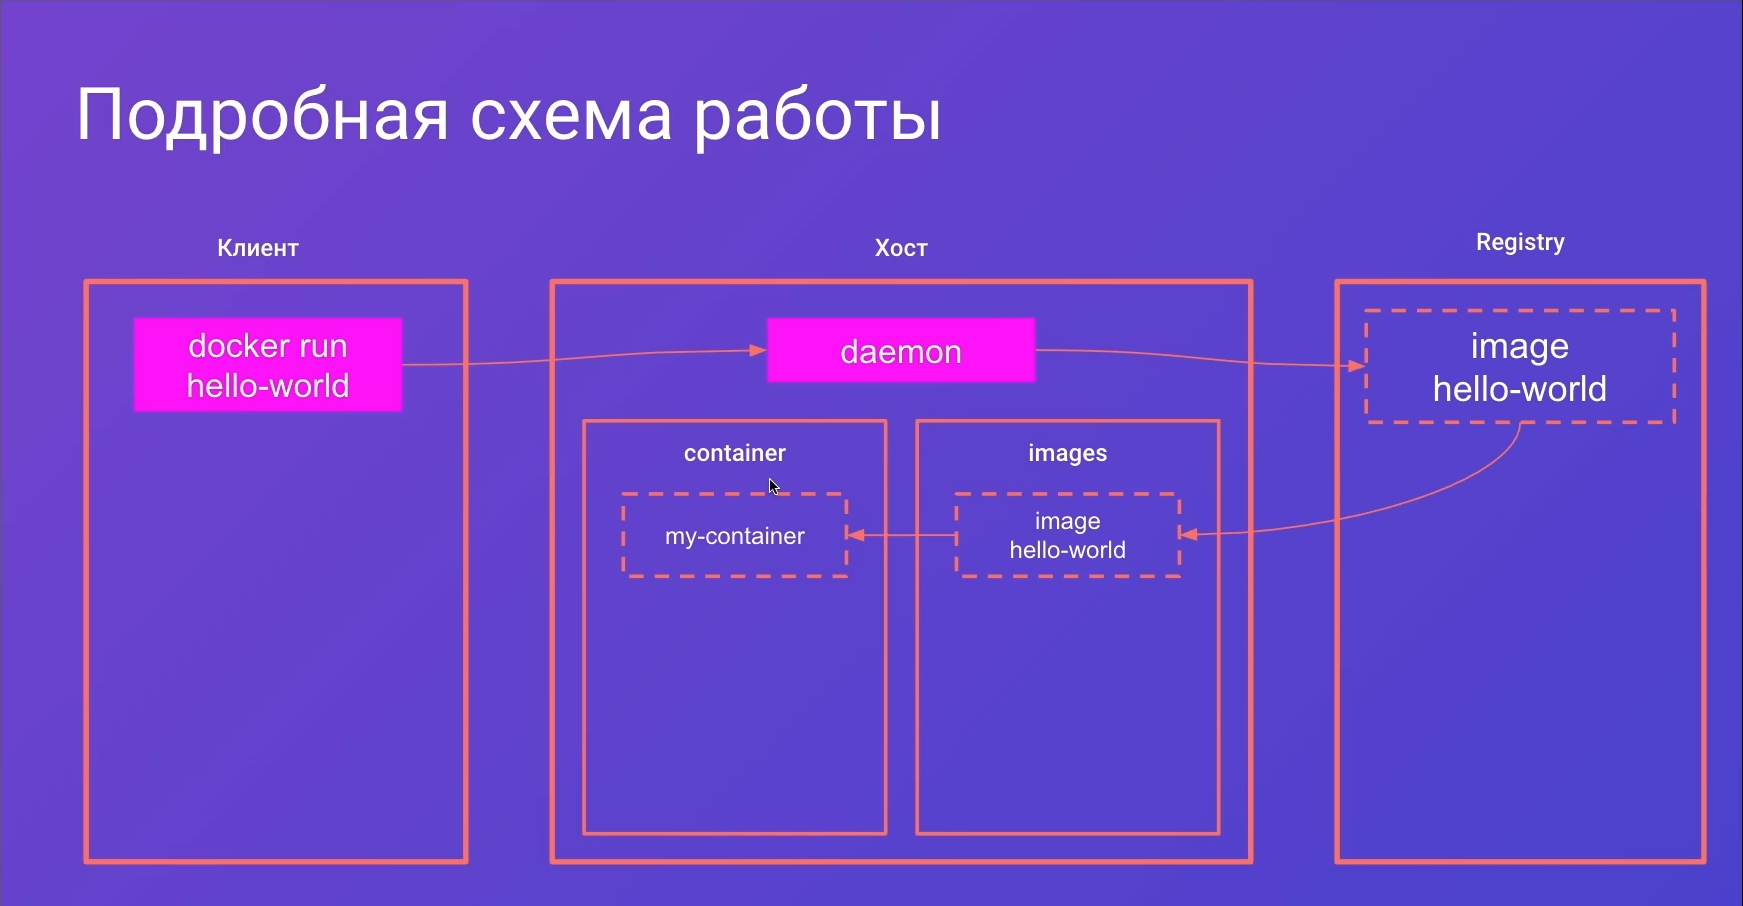 Подробная схема работы
Клиент
Хост
Registry
docker run
hello-world
daemon
image
hello-world
container
images
my-container
image
hello-world